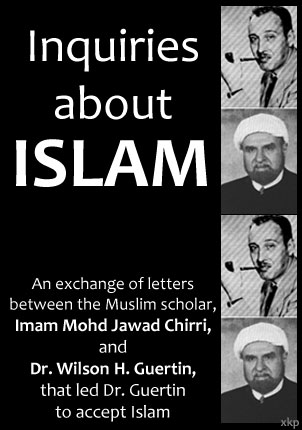 Inquiries
about
ISLAM
An exchange of letters
between the Muslim scholar,
Imam Mohd Jawad Chirri,
and
Dr. Wilson H. Guertin,
that led Dr. Guertin
to accept Islam
xkp